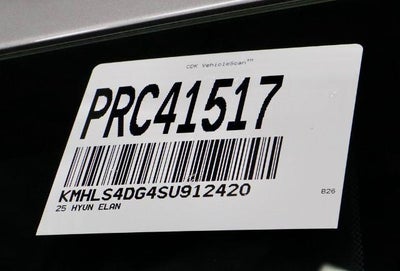 CDK VehicleScan™
PRC41517
KMHLS4DG4SU912420
25 HYUN ELAN
B26